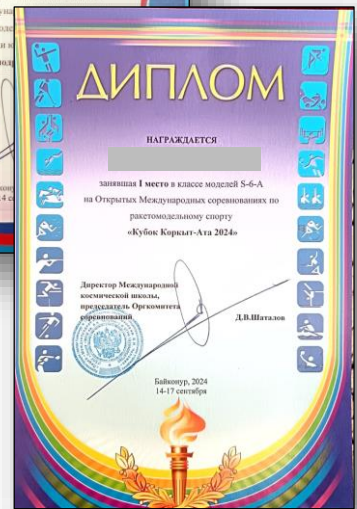 ДИПЛОМ
НАГРАЖДАЕТСЯ
занявшая I место в классе моделей S-6-A
на Открытых Международных соревнованиях по
ракетомодельному спорту
«Кубок Коркыт-Ата 2024»
Директор Международной
космической школы,
председатель Оргкомитета
соревнований
Д.В.Шаталов
Байконур, 2024
14-17 сентября